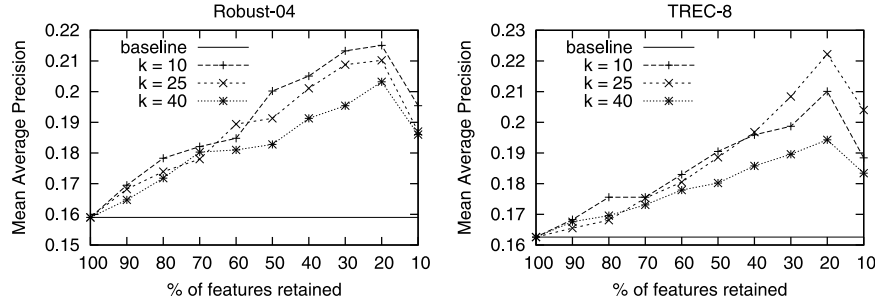 Robust-04
Mean Average Precision
0.22
0.21
0.2
0.19
0.18
0.17
0.16
0.15
baseline
k = 10
k = 25
k = 40
100 90 80 70 60 50 40 30 20 10
% of features retained
TREC-8
Mean Average Precision
0.23
0.22
0.21
0.2
0.19
0.18
0.17
0.16
baseline
k = 10
k = 25
k = 40
100 90 80 70 60 50 40 30 20 10
% of features retained